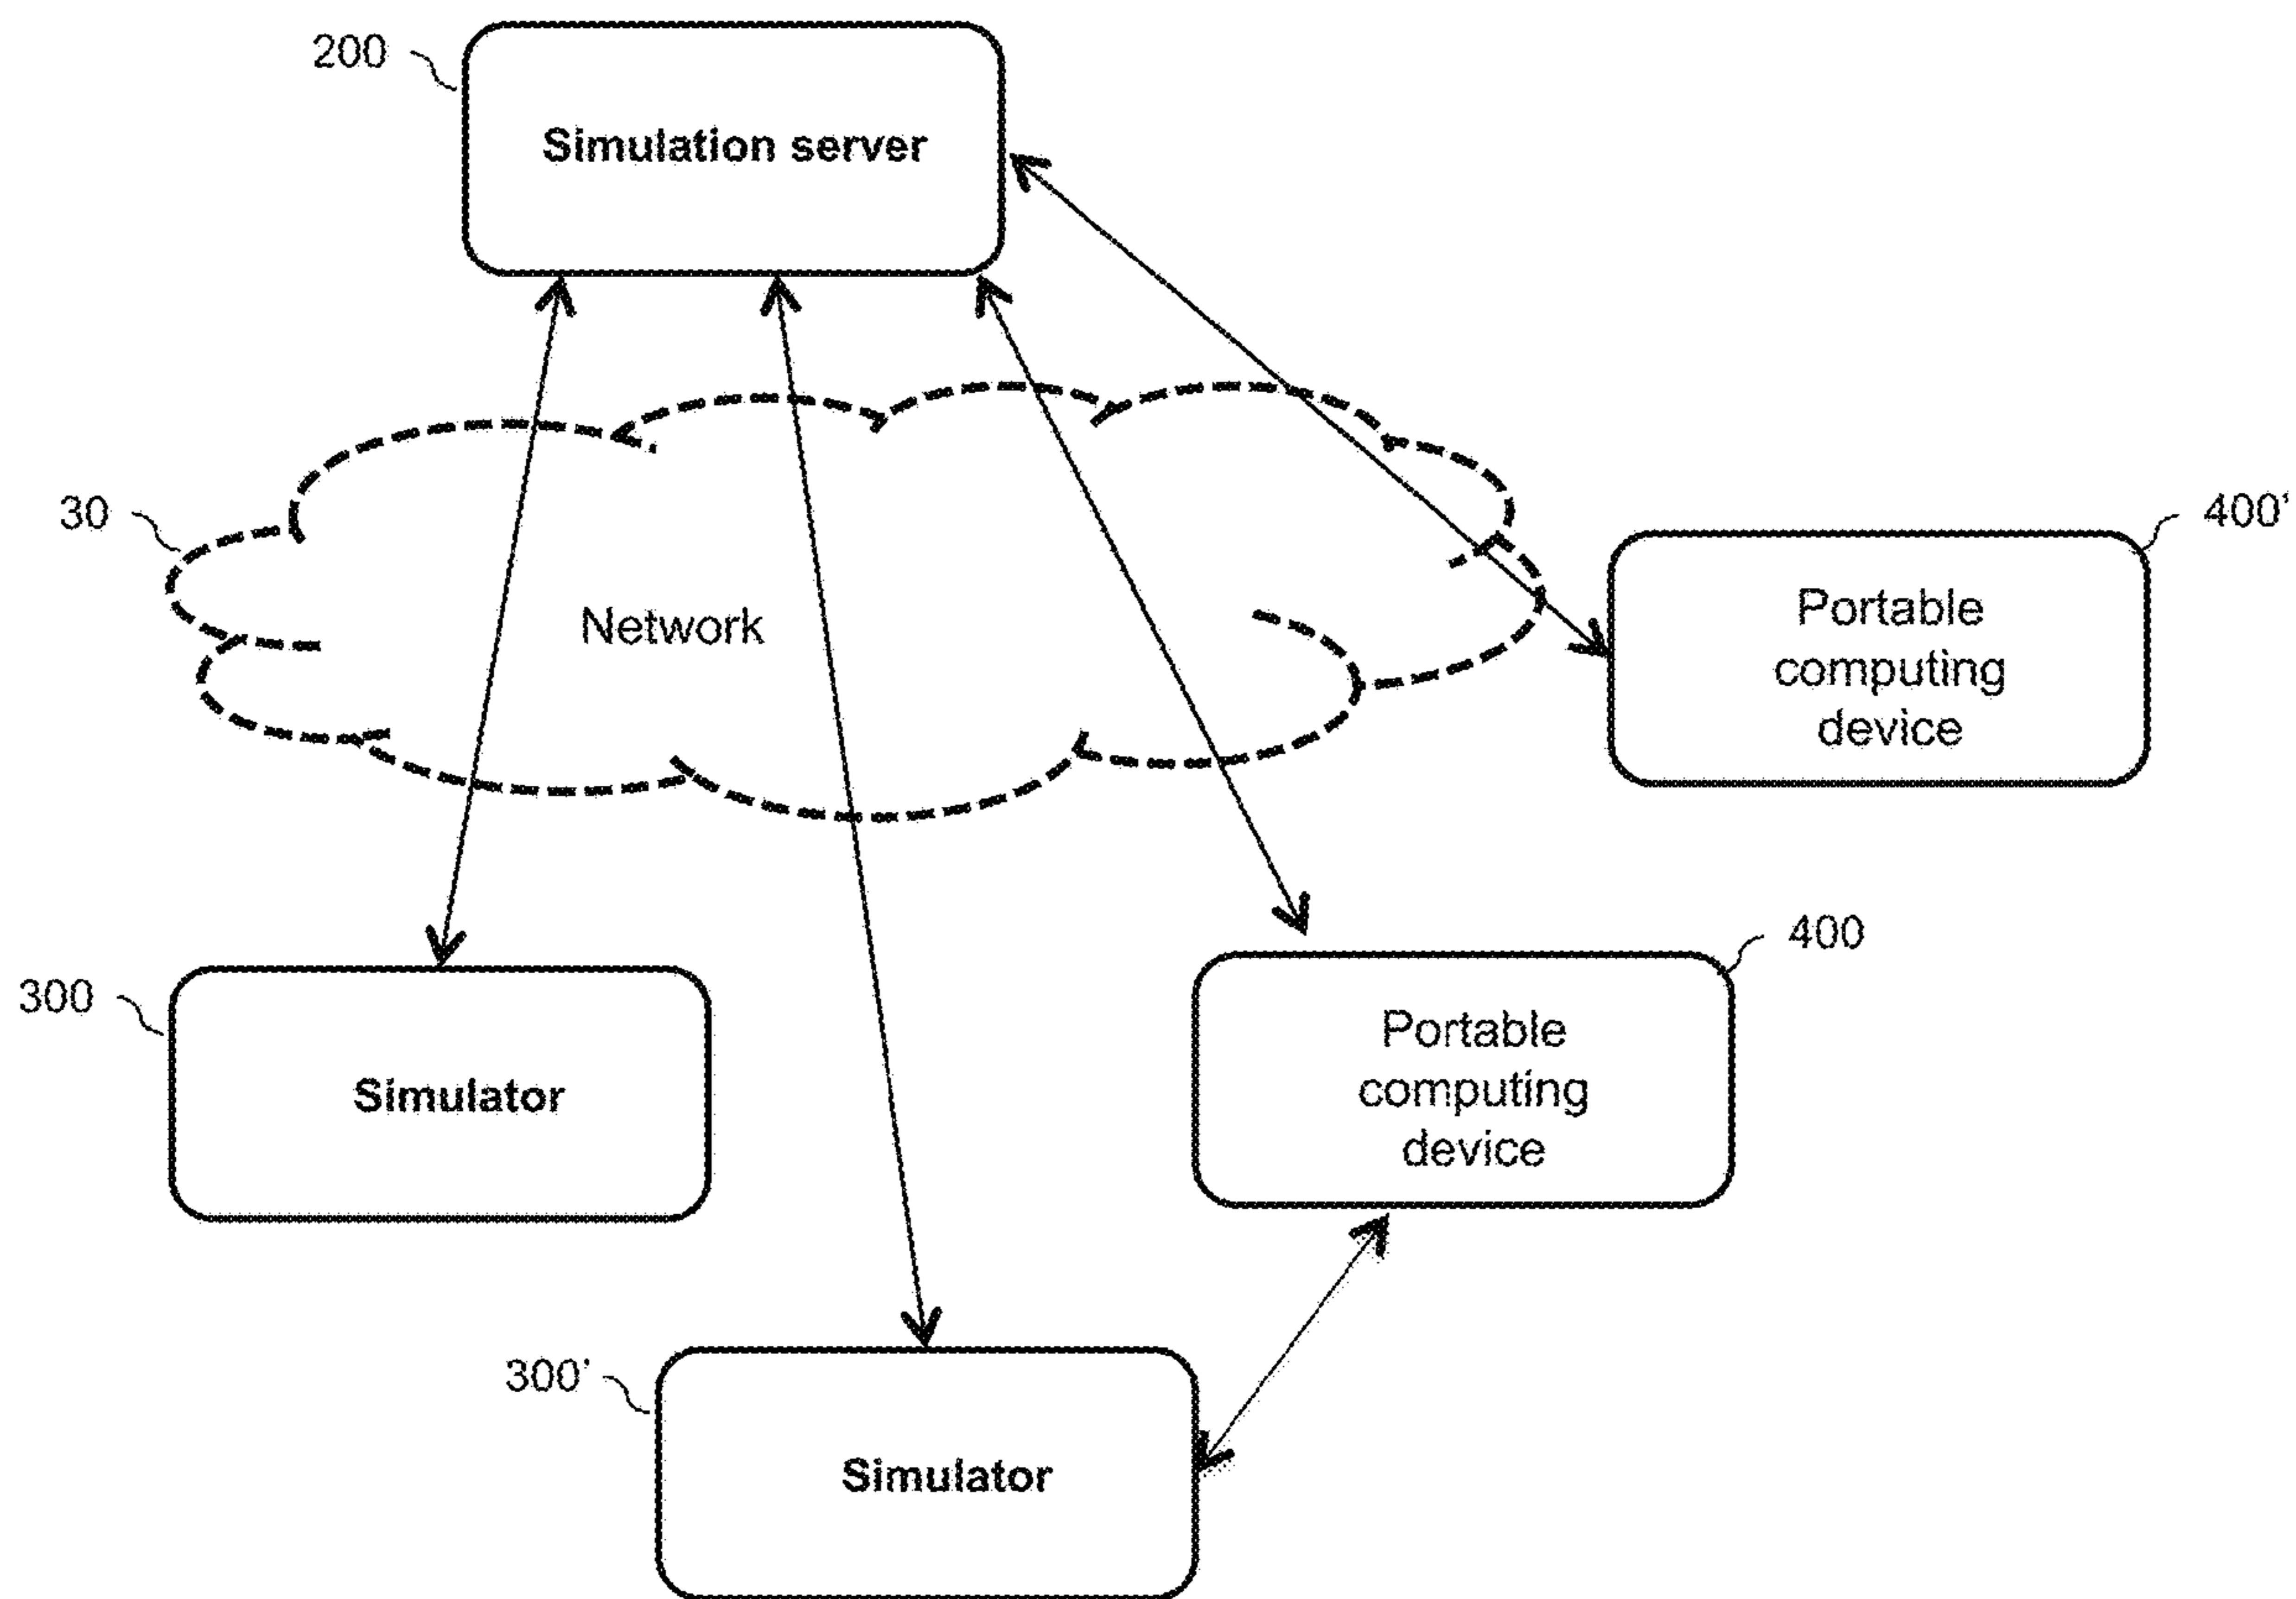 200
Simulation server
30
400'
Network
Portable
computing
device
400
300
Portable
computing
device
Simulator
300'
Simulator